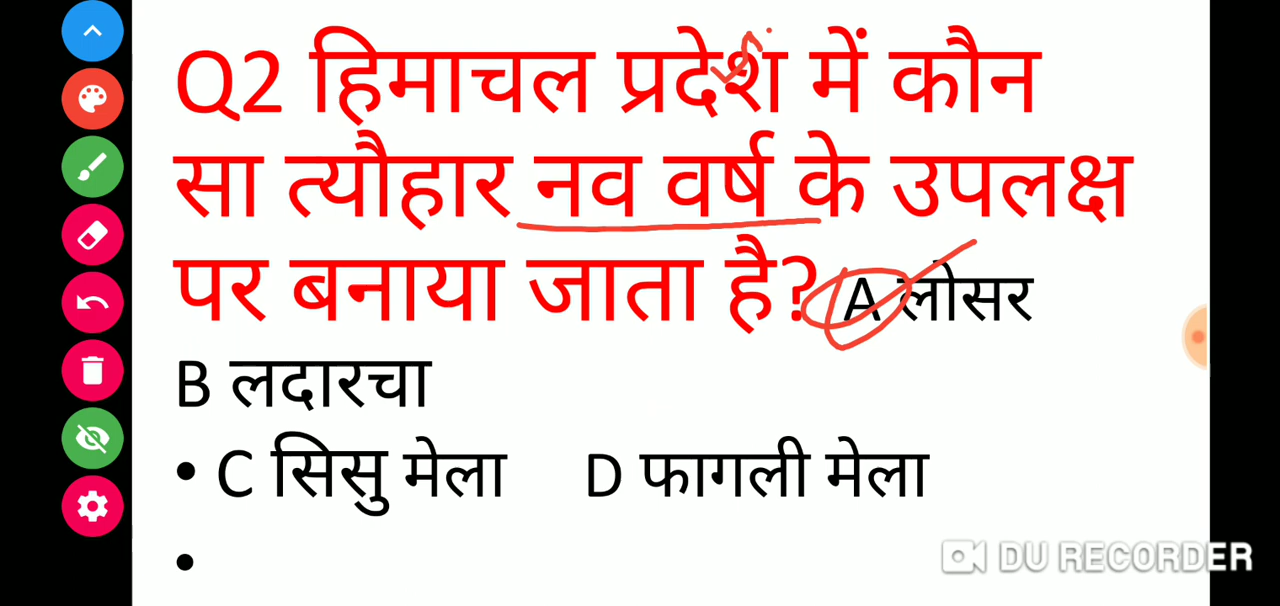 Q2 हिमाचल प्रदेश में कौन
सा त्यौहार नव वर्ष के उपलक्ष
पर बनाया जाता है? A लोसर
B लदारचा
• C सिसु मेला D फागली मेला
•
DU RECORDER